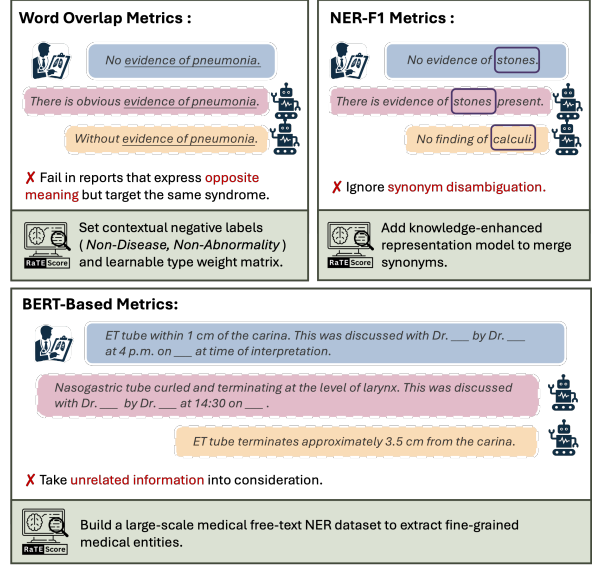 Word Overlap Metrics :
No evidence of pneumonia.
There is obvious evidence of pneumonia.
Without evidence of pneumonia.
✗ Fail in reports that express opposite
meaning but target the same syndrome.
RaTE Score
Set contextual negative labels
( Non-Disease, Non-Abnormality )
and learnable type weight matrix.
NER-F1 Metrics :
No evidence of stones.
There is evidence of stones present.
No finding of calculi.
✗ Ignore synonym disambiguation.
RaTE Score
Add knowledge-enhanced
representation model to merge
synonyms.
BERT-Based Metrics:
ET tube within 1 cm of the carina. This was discussed with Dr. ___ by Dr. ___
at 4 p.m. on ___ at time of interpretation.
Nasogastric tube curled and terminating at the level of larynx. This was discussed
with Dr. ___ by Dr. ___ at 14:30 on ___ .
ET tube terminates approximately 3.5 cm from the carina.
✗ Take unrelated information into consideration.
RaTE Score
Build a large-scale medical free-text NER dataset to extract fine-grained
medical entities.